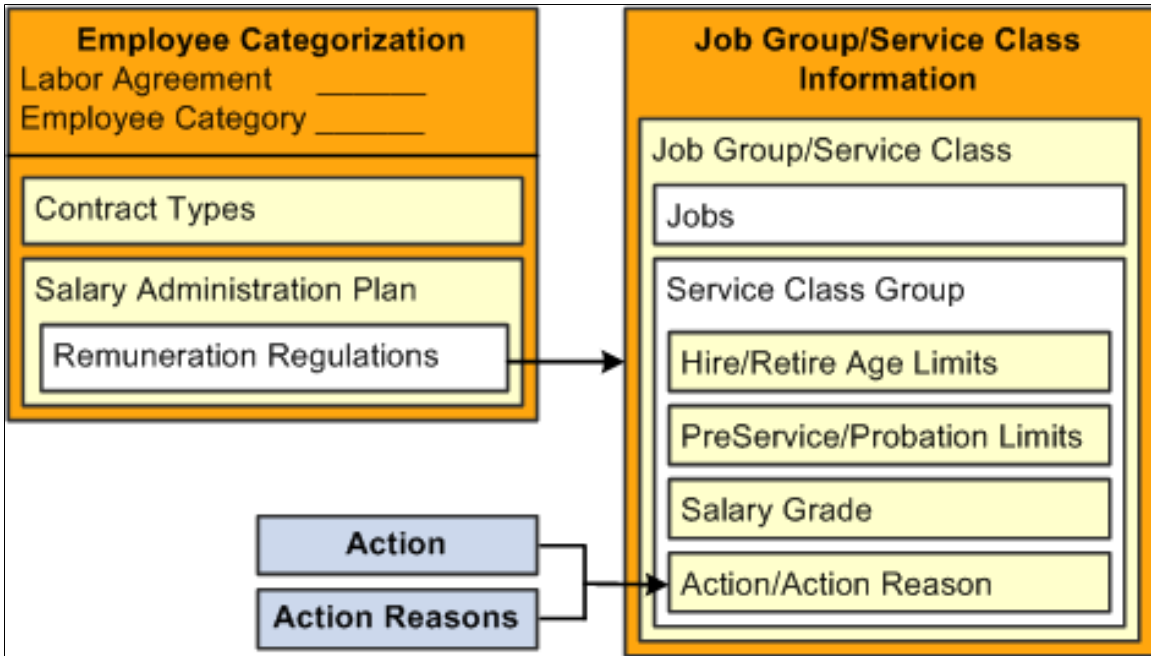 Employee Categorization
Labor Agreement ______
Employee Category ______
Contract Types
Salary Administration Plan
Remuneration Regulations
Action
Action Reasons
Job Group/Service Class
Information
Job Group/Service Class
Jobs
Service Class Group
Hire/Retire Age Limits
PreService/Probation Limits
Salary Grade
Action/Action Reason